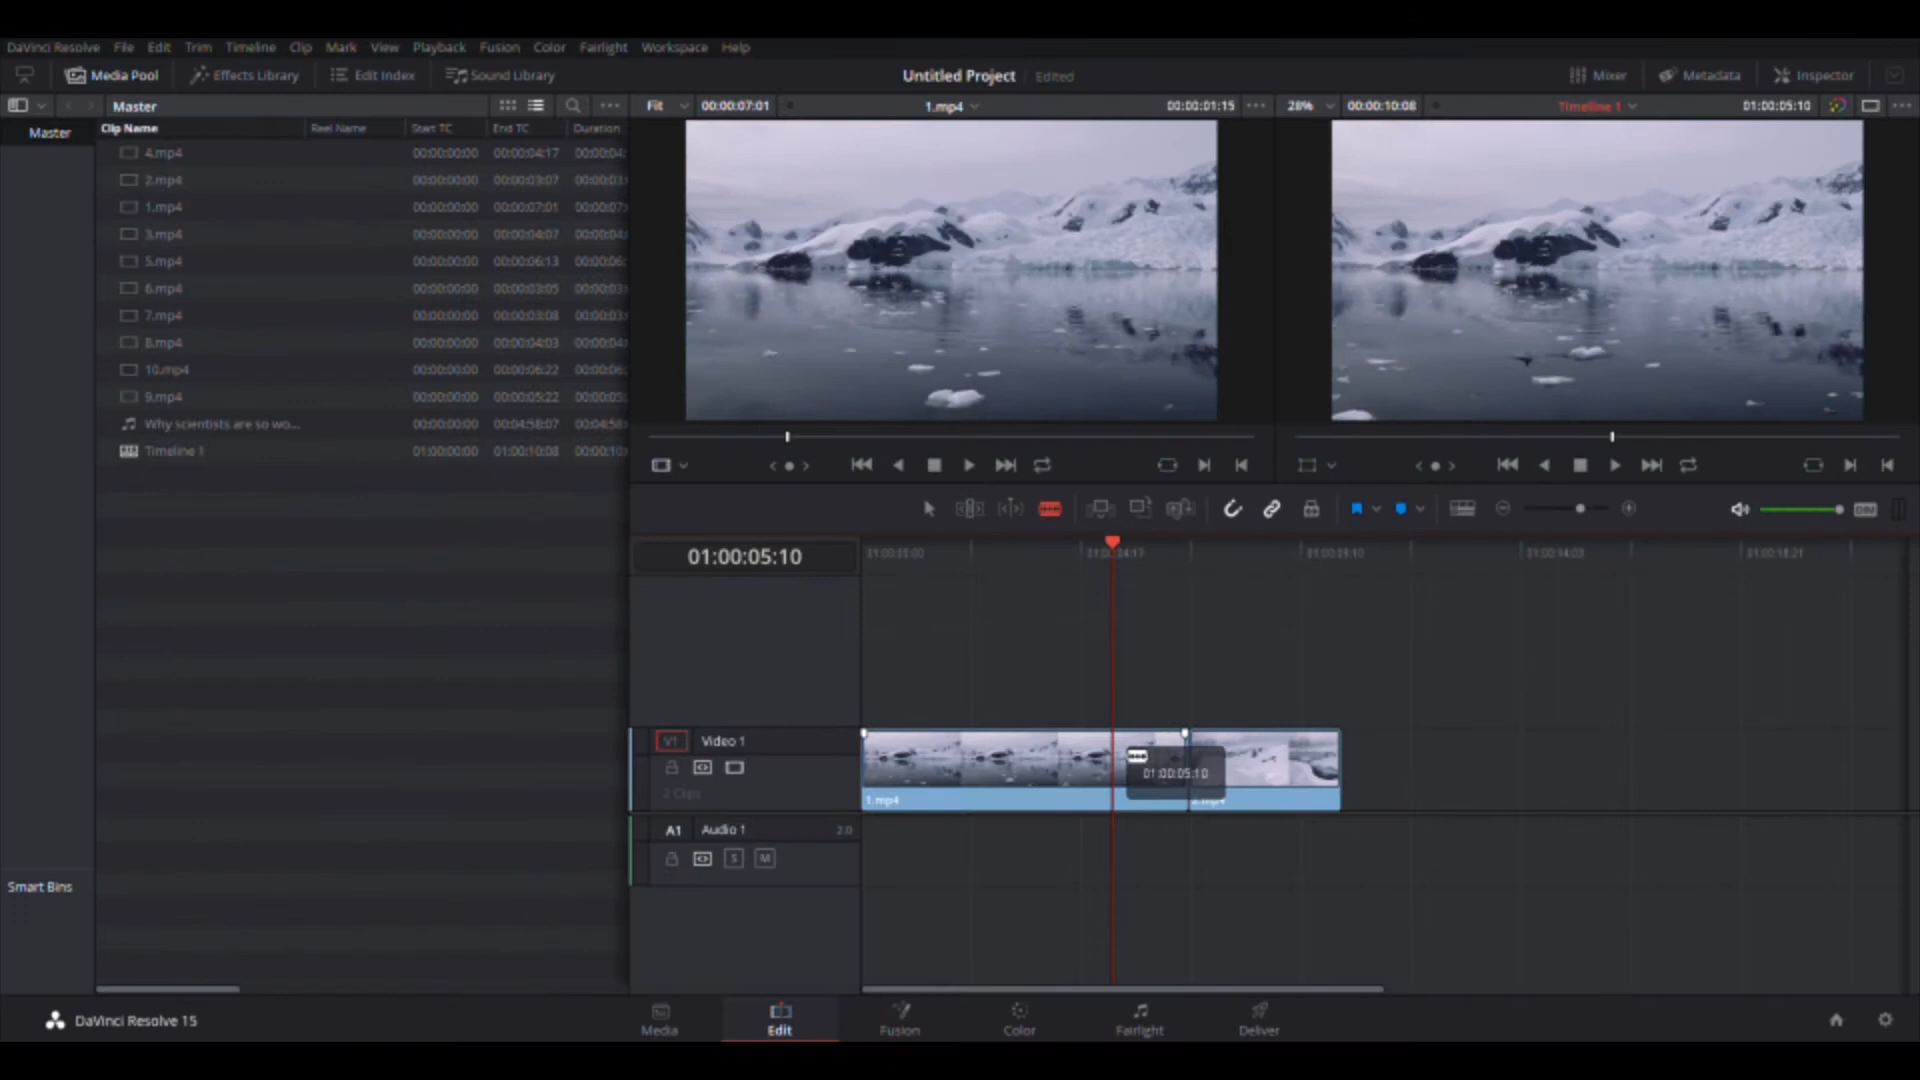 DaVinci Resolve File Edit Trim Timeline Clip Mark View Playback Fusion Color Fairlight Workspace Help
Media Pool Effects Library Edit Index Sound Library Untitled Project Edited Mixer Metadata Inspector
Master Fit 00:00:07:01 1.mp4 00:00:01:15 28% 00:00:10:08 Timeline 1 01:00:05:10
Master Clip Name Reel Name Start TC End TC Duration
4.mp4 00:00:00:00 00:00:04:17 00:00:04:
2.mp4 00:00:00:00 00:00:03:07 00:00:03:
1.mp4 00:00:00:00 00:00:07:01 00:00:07:
3.mp4 00:00:00:00 00:00:04:07 00:00:04:
5.mp4 00:00:00:00 00:00:06:13 00:00:06:
6.mp4 00:00:00:00 00:00:03:05 00:00:03:
7.mp4 00:00:00:00 00:00:03:08 00:00:03:
8.mp4 00:00:00:00 00:00:04:03 00:00:04:
10.mp4 00:00:00:00 00:00:06:22 00:00:06:
9.mp4 00:00:00:00 00:00:05:22 00:00:05:
Why scientists are so wo... 00:00:00:00 00:04:58:07 00:04:58:
Timeline 1 01:00:00:00 01:00:10:08 00:00:10:
DIM
01:00:05:10 01:00:00:00 01:00:09:10 01:00:14:03 01:00:18:21
V1 Video 1
01:00:05:10
2 Clips
1.mp4 2.mp4
A1 Audio 1 2.0
S M
Smart Bins
DaVinci Resolve 15 Media Edit Fusion Color Fairlight Deliver